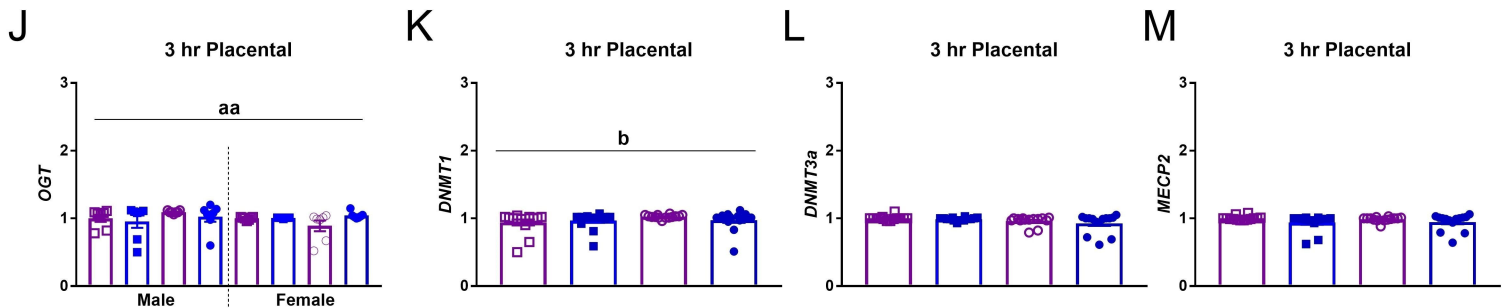 J
3 hr Placental
OGT
3
2
1
0
aa
Male
Female
K
3 hr Placental
DNMT1
3
2
1
0
b
L
3 hr Placental
DNMT3a
3
2
1
0
M
3 hr Placental
MECP2
3
2
1
0